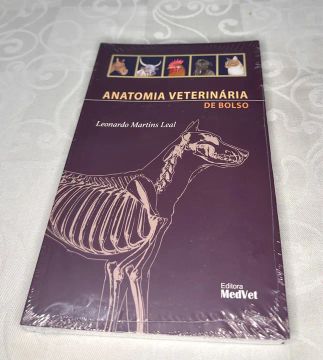 ANATOMIA VETERINÁRIA
DE BOLSO
Leonardo Martins Leal
Editora
MedVet